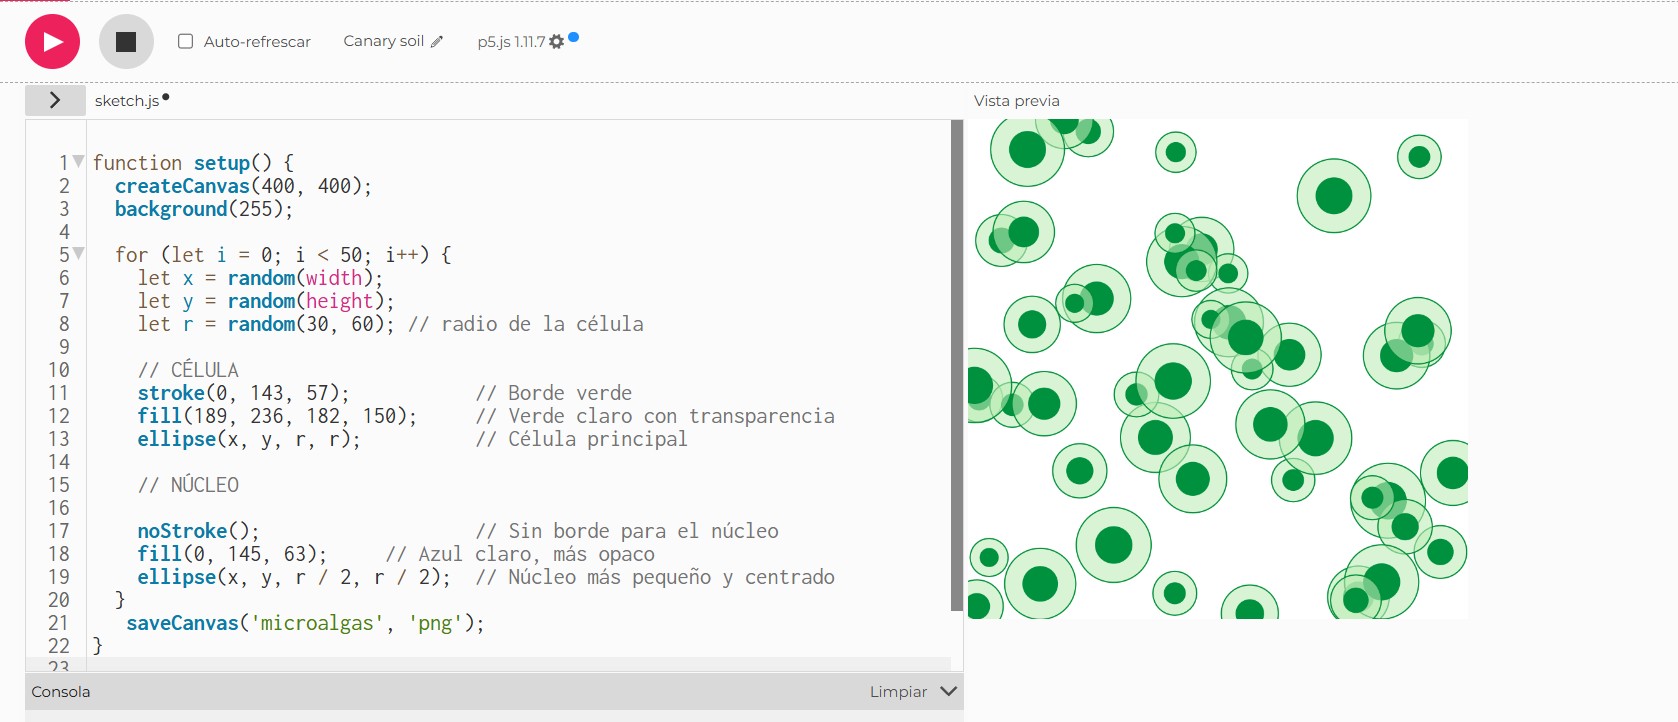 Auto-refrescar Canary soil p5.js 1.11.7
sketch.js
Vista previa
1 function setup() {
2 createCanvas(400, 400);
3 background(255);
4
5 for (let i = 0; i < 50; i++) {
6 let x = random(width);
7 let y = random(height);
8 let r = random(30, 60); // radio de la célula
9
10 // CÉLULA
11 stroke(0, 143, 57); // Borde verde
12 fill(189, 236, 182, 150); // Verde claro con transparencia
13 ellipse(x, y, r, r); // Célula principal
14
15 // NÚCLEO
16
17 noStroke(); // Sin borde para el núcleo
18 fill(0, 145, 63); // Azul claro, más opaco
19 ellipse(x, y, r / 2, r / 2); // Núcleo más pequeño y centrado
20 }
21 saveCanvas('microalgas', 'png');
22 }
23
Consola Limpiar